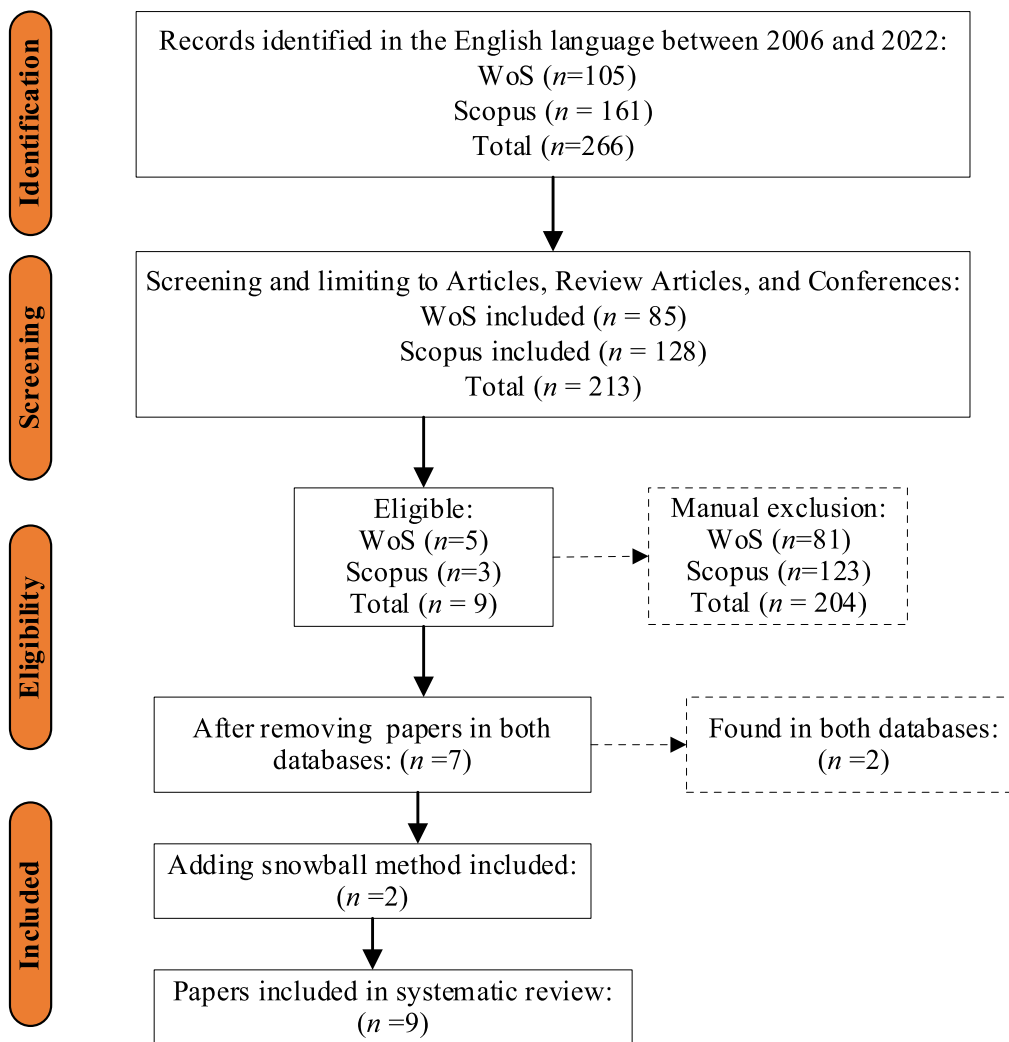 Identification
Records identified in the English language between 2006 and 2022:
WoS (n=105)
Scopus (n = 161)
Total (n=266)
Screening
Screening and limiting to Articles, Review Articles, and Conferences:
WoS included (n = 85)
Scopus included (n = 128)
Total (n = 213)
Eligibility
Eligible:
WoS (n=5)
Scopus (n=3)
Total (n = 9)
Manual exclusion:
WoS (n=81)
Scopus (n=123)
Total (n = 204)
After removing papers in both
databases: (n =7)
Found in both databases:
(n =2)
Included
Adding snowball method included:
(n =2)
Papers included in systematic review:
(n =9)